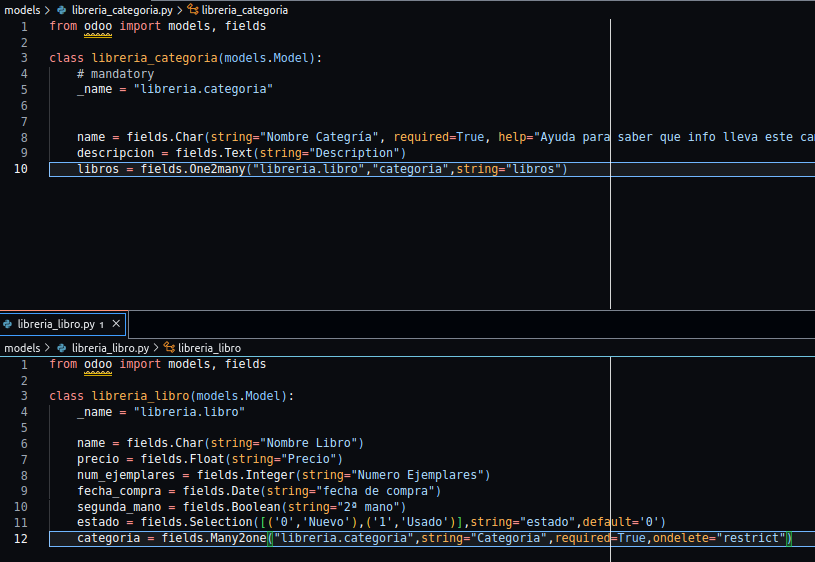 models > libreria_categoria.py > libreria_categoria
1 from odoo import models, fields
2
3 class libreria_categoria(models.Model):
4 # mandatory
5 _name = "libreria.categoria"
6
7
8 name = fields.Char(string="Nombre Categría", required=True, help="Ayuda para saber que info lleva este ca
9 descripcion = fields.Text(string="Description")
10 libros = fields.One2many("libreria.libro","categoria",string="libros")
libreria_libro.py 1 ×
models > libreria_libro.py > libreria_libro
1 from odoo import models, fields
2
3 class libreria_libro(models.Model):
4 _name = "libreria.libro"
5
6 name = fields.Char(string="Nombre Libro")
7 precio = fields.Float(string="Precio")
8 num_ejemplares = fields.Integer(string="Numero Ejemplares")
9 fecha_compra = fields.Date(string="fecha de compra")
10 segunda_mano = fields.Boolean(string="2ª mano")
11 estado = fields.Selection([('0','Nuevo'),('1','Usado')],string="estado",default='0')
12 categoria = fields.Many2one("libreria.categoria",string="Categoria",required=True,ondelete="restrict")